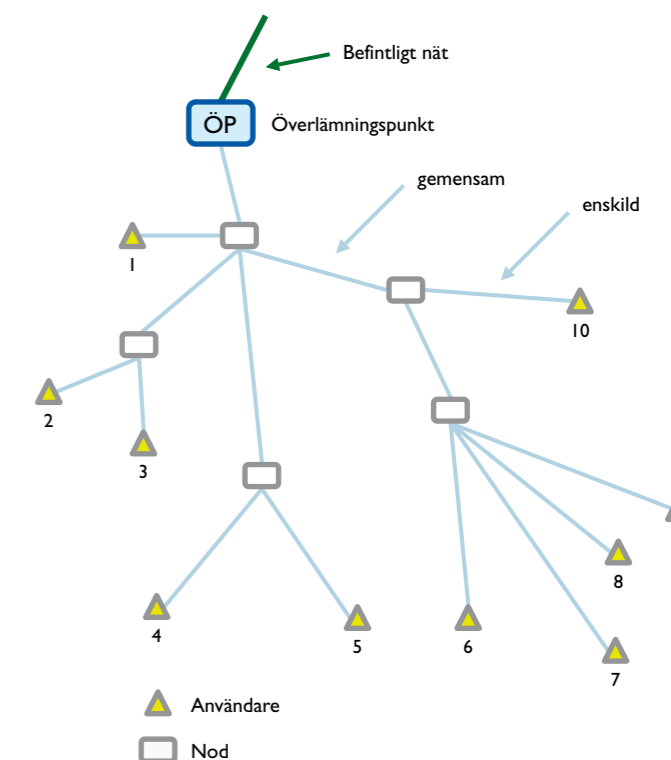 Befintligt nät
ÖP
Överlämningspunkt
gemensam
enskild
1
10
2
3
8
4
5
6
7
Användare
Nod